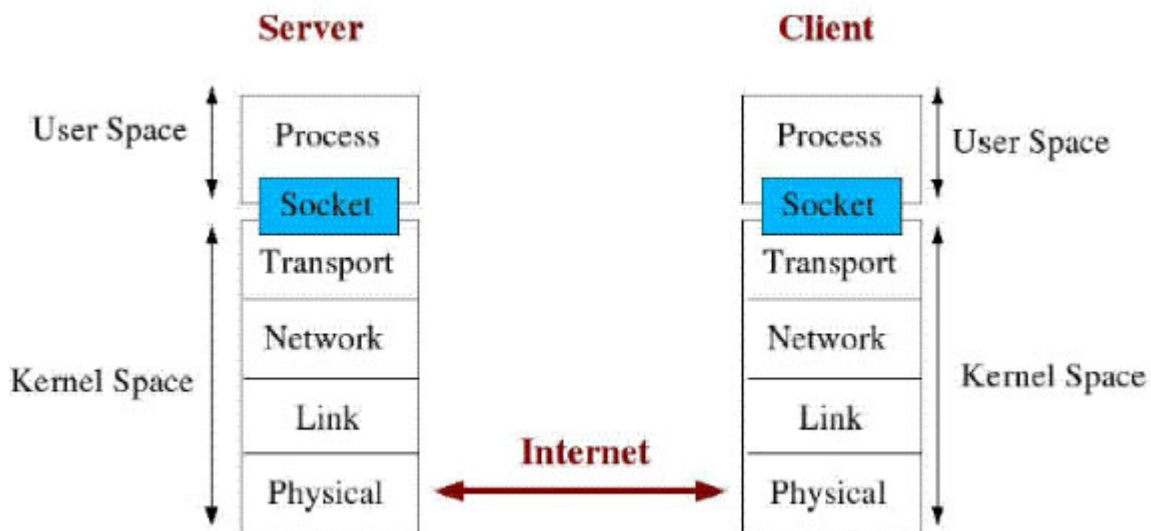 Server
Client
User Space
Process
Process
User Space
Socket
Socket
Transport
Transport
Network
Network
Kernel Space
Kernel Space
Link
Link
Internet
Physical
Physical